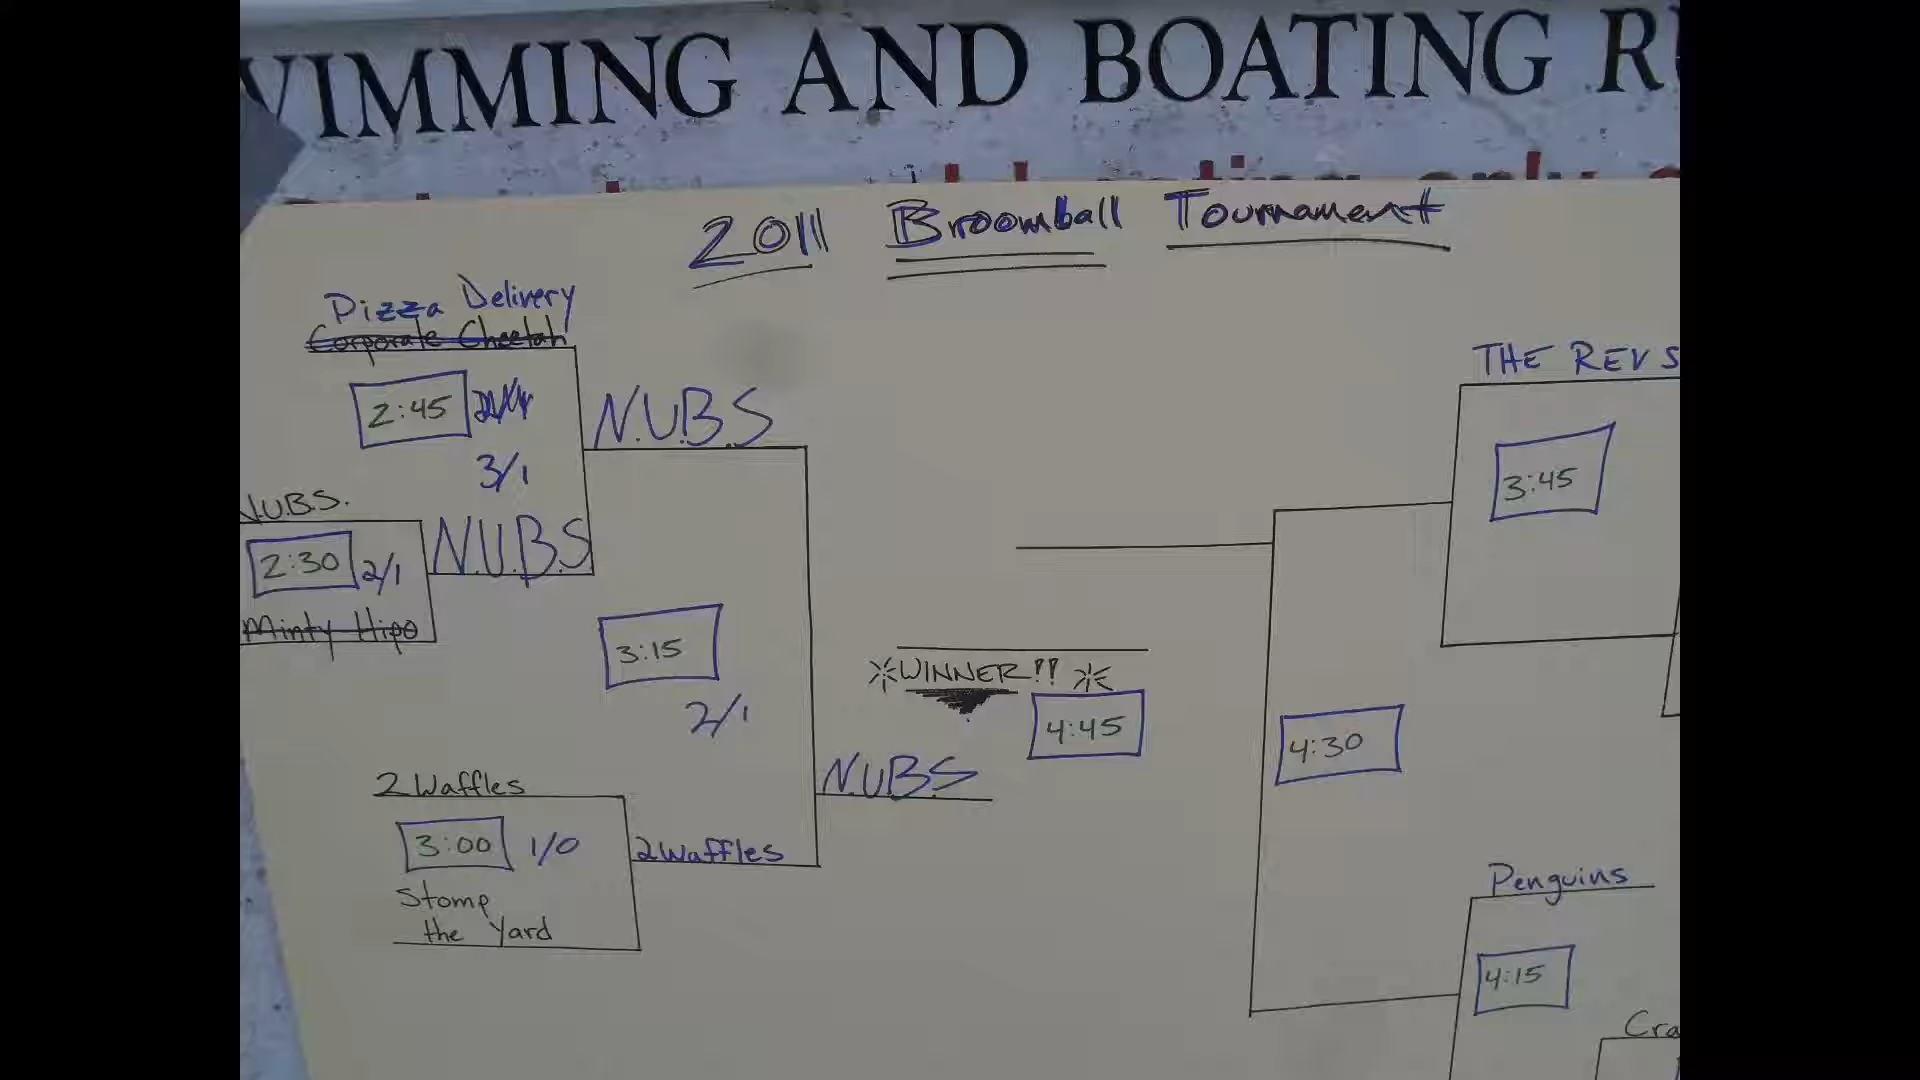 WIMMING AND BOATING R
2011 Broomball Tournament
Pizza Delivery
Corporate Cheetah
2:45
3/1
N.U.B.S
THE REVS
3:45
N.U.B.S.
2:30 2/1
N.U.B.S
Minty Hipo
3:15
2/1
WINNER!!
4:45
4:30
N.U.B.S
2 Waffles
3:00 1/0
2 Waffles
Stomp
the Yard
Penguins
4:15
Cra